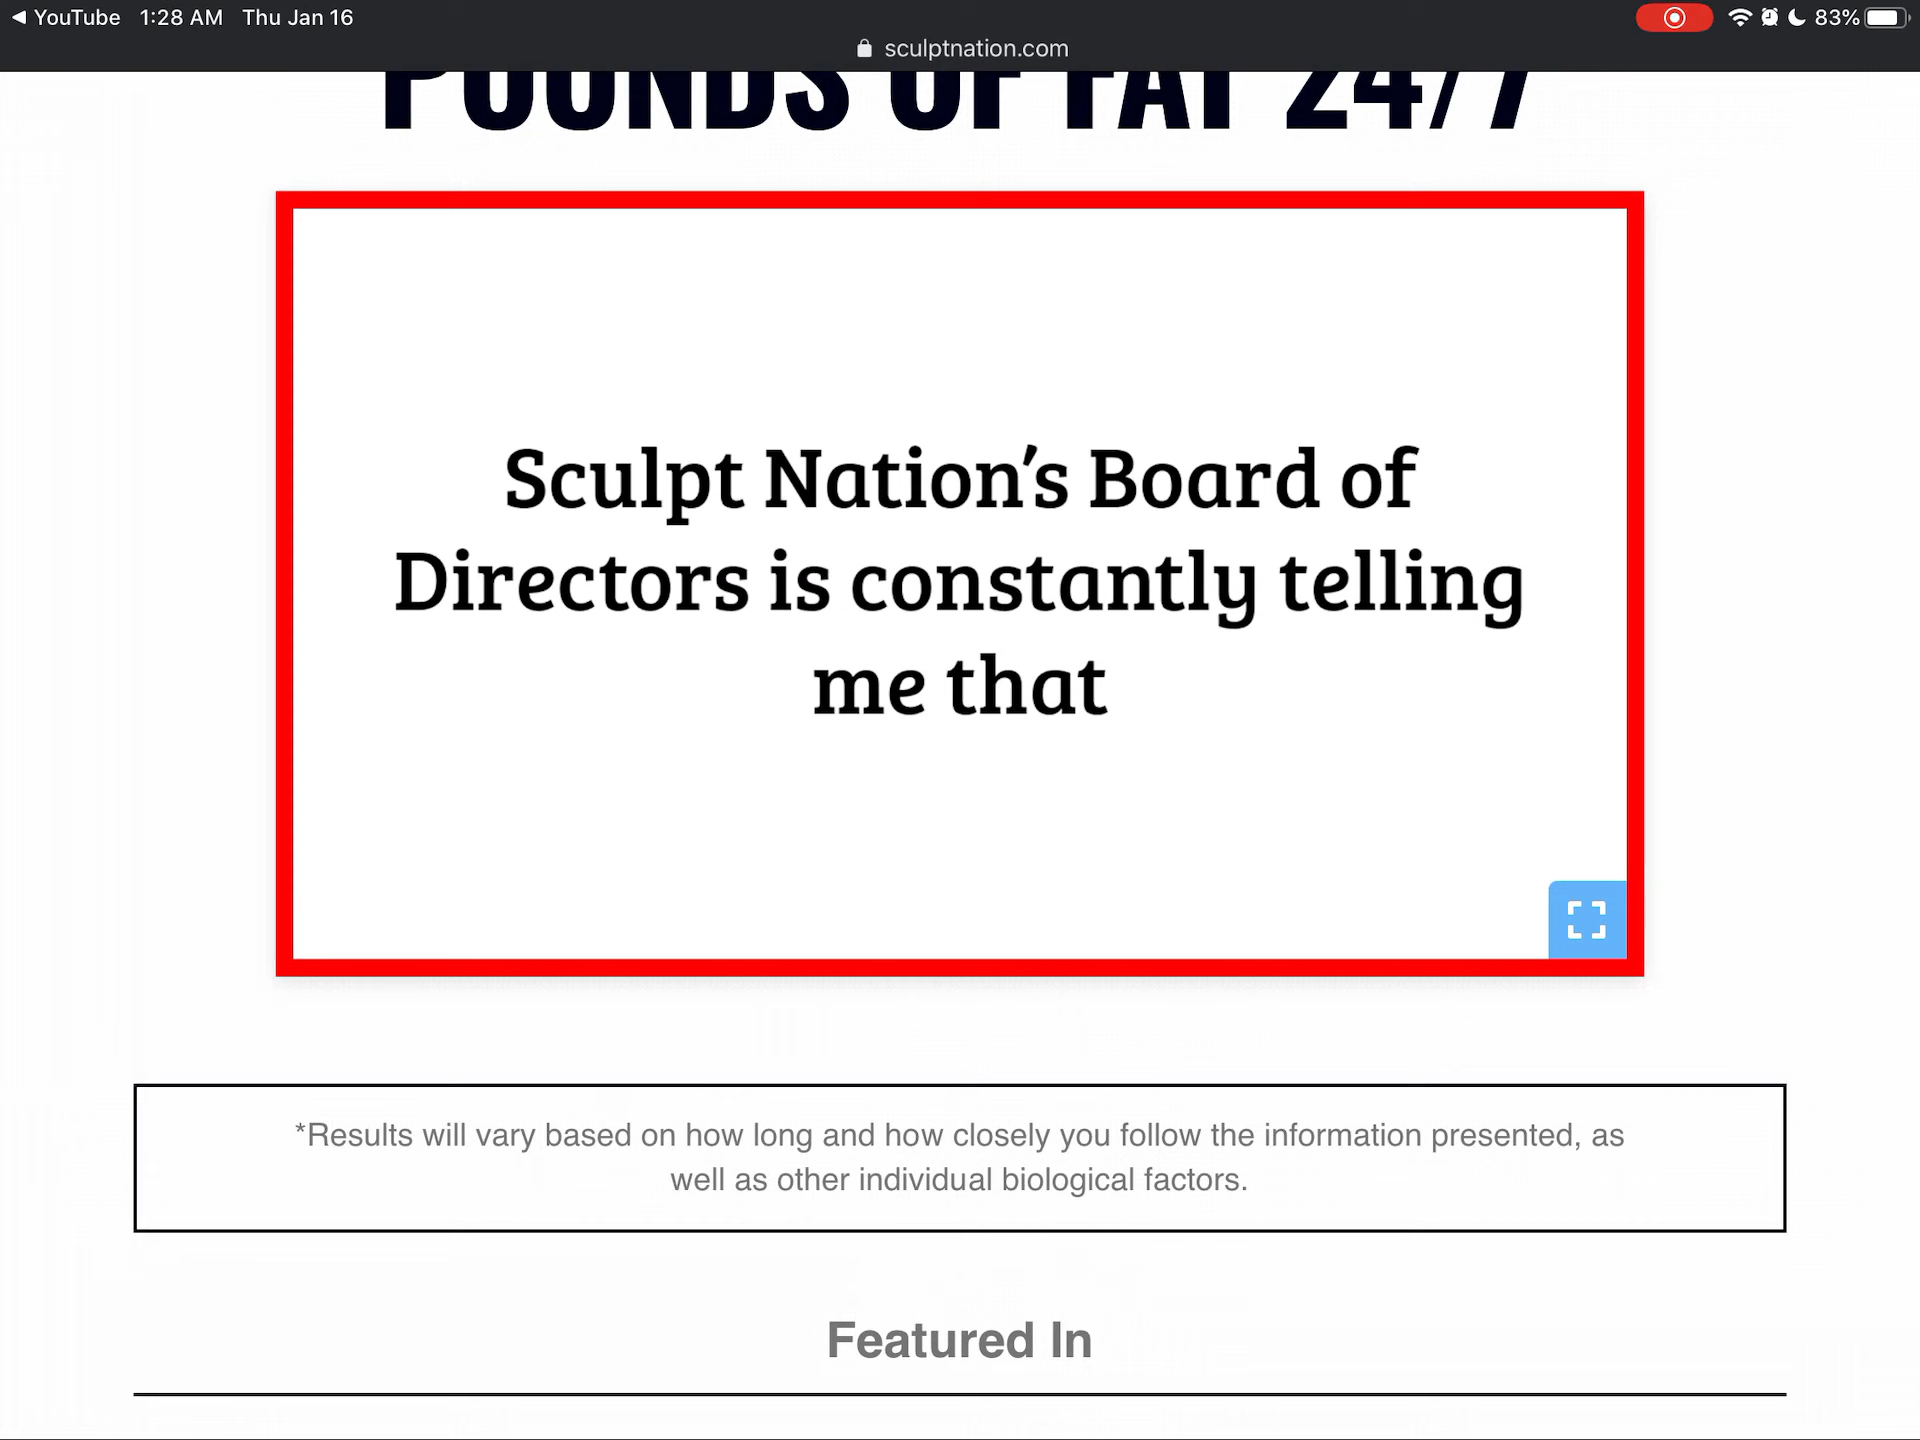 YouTube 1:28 AM Thu Jan 16 83%
sculptnation.com
POUNDS OF FAT 24/7
Sculpt Nation’s Board of
Directors is constantly telling
me that
*Results will vary based on how long and how closely you follow the information presented, as
well as other individual biological factors.
Featured In